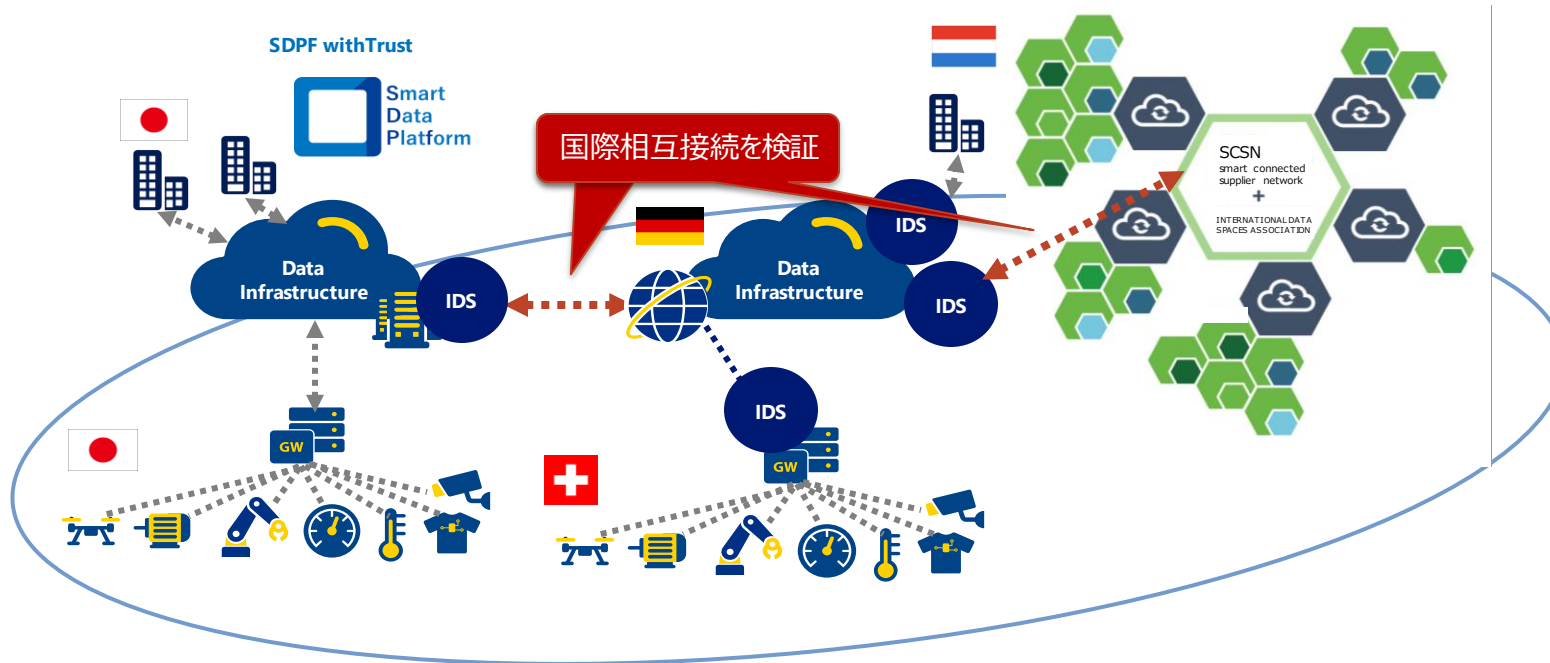 SDPF withTrust
Smart
Data
Platform
国際相互接続を検証
SCSN
smart connected
supplier network
+
INTERNATIONAL DATA
SPACES ASSOCIATION
IDS
Data
Infrastructure
IDS
Data
Infrastructure
IDS
IDS
GW
GW